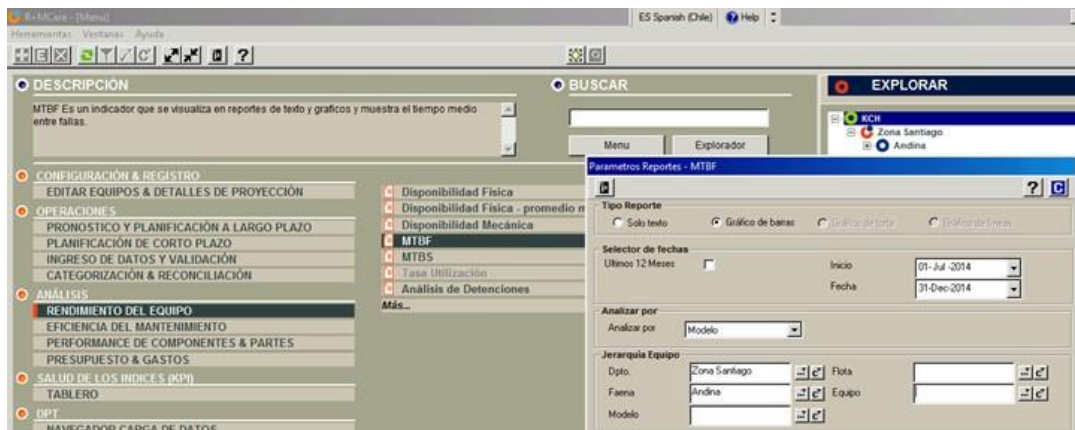 R+MCare - [Menu]
ES Spanish (Chile) Help
Herramientas Ventanas Ayuda
DESCRIPCIÓN
MTBF Es un indicador que se visualiza en reportes de texto y graficos y muestra el tiempo medio
entre fallas.
BUSCAR
Menu Explorador
EXPLORAR
KCH
Zona Santiago
Andina
CONFIGURACIÓN & REGISTRO
EDITAR EQUIPOS & DETALLES DE PROYECCIÓN
OPERACIONES
PRONOSTICO Y PLANIFICACIÓN A LARGO PLAZO
PLANIFICACIÓN DE CORTO PLAZO
INGRESO DE DATOS Y VALIDACIÓN
CATEGORIZACIÓN & RECONCILIACIÓN
ANÁLISIS
RENDIMIENTO DEL EQUIPO
EFICIENCIA DEL MANTENIMIENTO
PERFORMANCE DE COMPONENTES & PARTES
PRESUPUESTO & GASTOS
SALUD DE LOS INDICES (KPI)
TABLERO
DPT
NAVEGADOR CARGA DE DATOS
Disponibilidad Física
Disponibilidad Física - promedio m
Disponibilidad Mecánica
MTBF
MTBS
Tasa Utilización
Análisis de Detenciones
Más...
Parametros Reportes - MTBF
Tipo Reporte
Solo texto Gráfico de barras Gráfico de torta Gráfico de líneas
Selector de fechas
Ultimos 12 Meses Inicio 01-Jul -2014
Fecha 31-Dec-2014
Analizar por
Analizar por Modelo
Jerarquía Equipo
Dpto. Zona Santiago Flota
Faena Andina Equipo
Modelo